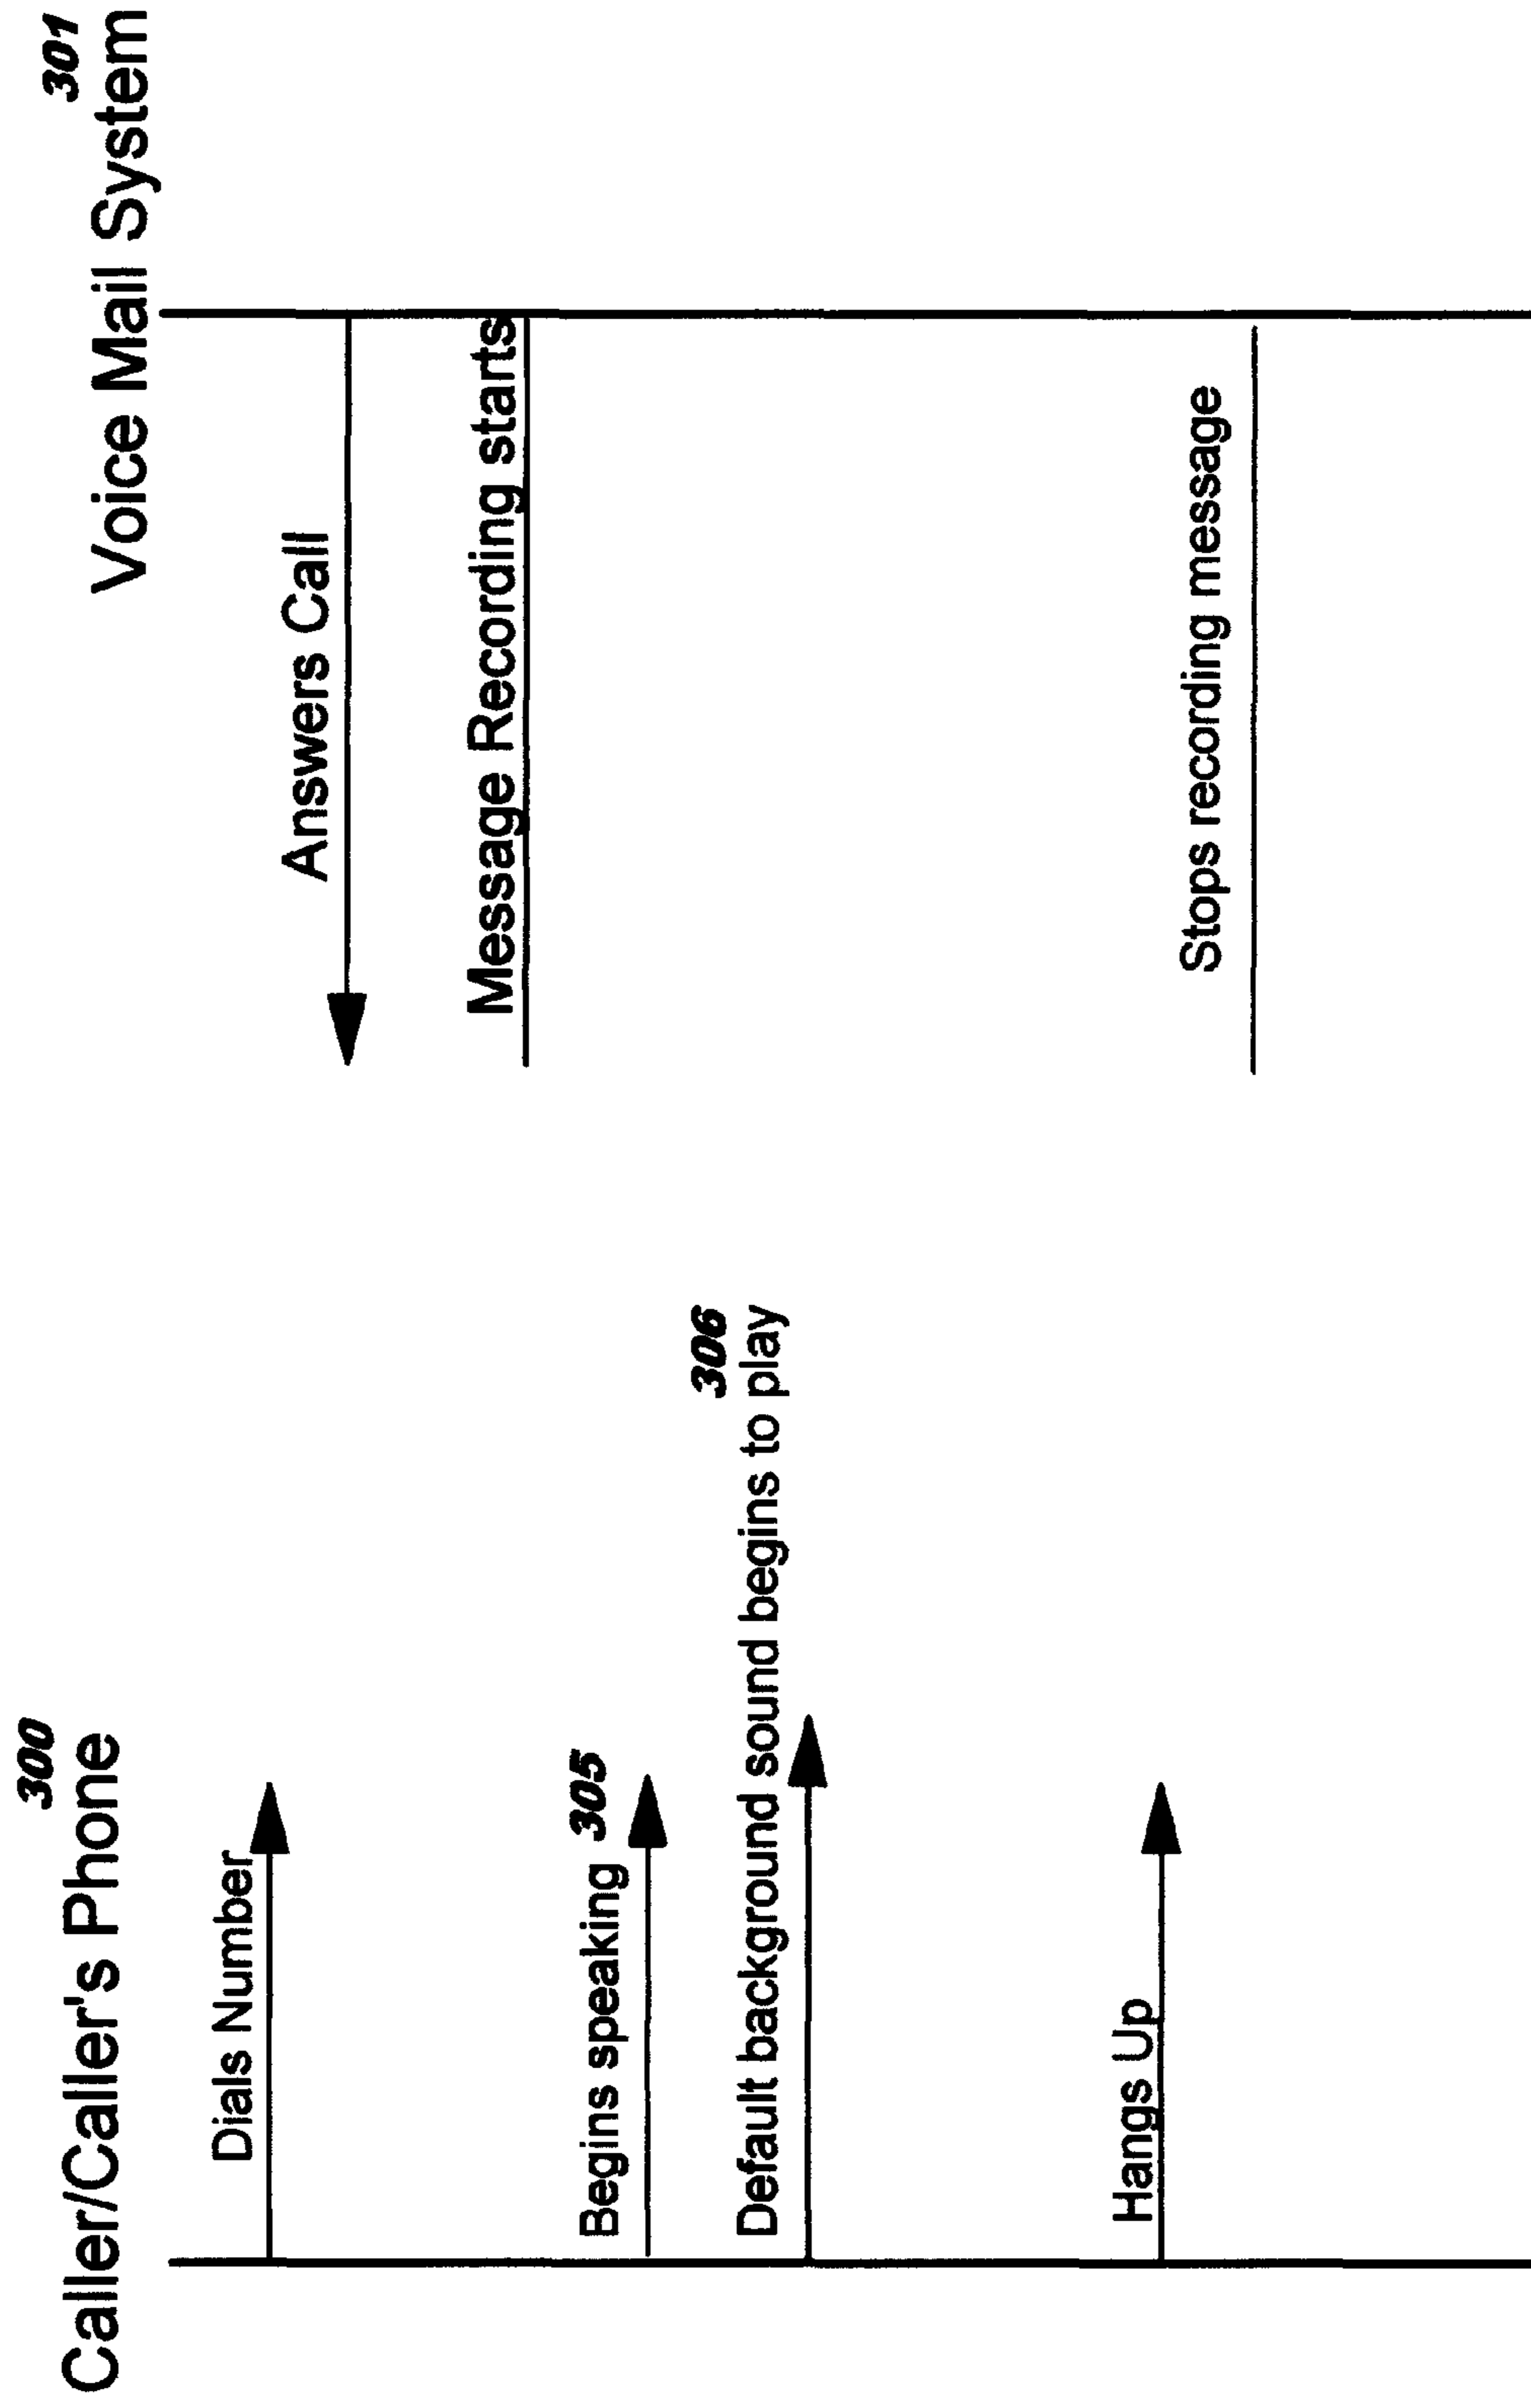 300
Caller/Caller's Phone
301
Voice Mail System
Dials Number
Answers Call
Message Recording starts
Begins speaking 305
306
Default background sound begins to play
Hangs Up
Stops recording message